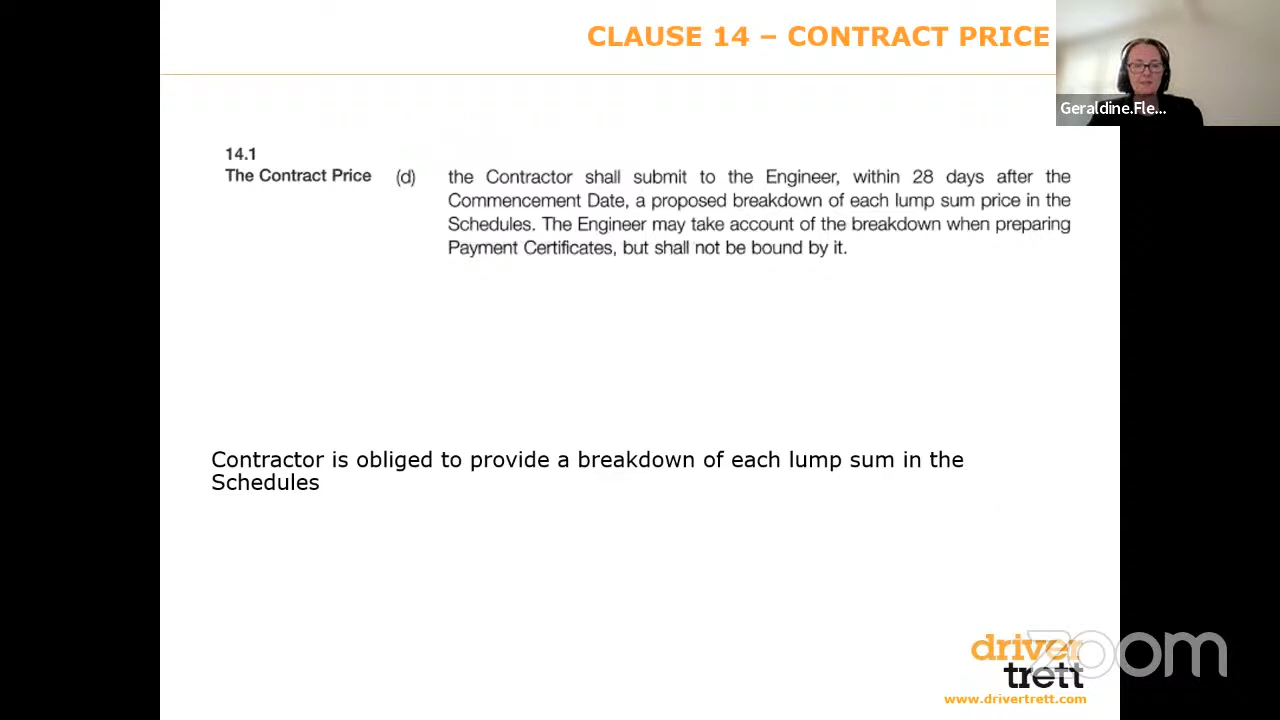 CLAUSE 14 – CONTRACT PRICE
Geraldine.Fle...
14.1
The Contract Price (d) the Contractor shall submit to the Engineer, within 28 days after the
Commencement Date, a proposed breakdown of each lump sum price in the
Schedules. The Engineer may take account of the breakdown when preparing
Payment Certificates, but shall not be bound by it.
Contractor is obliged to provide a breakdown of each lump sum in the
Schedules
driver
trett
zoom
www.drivertrett.com